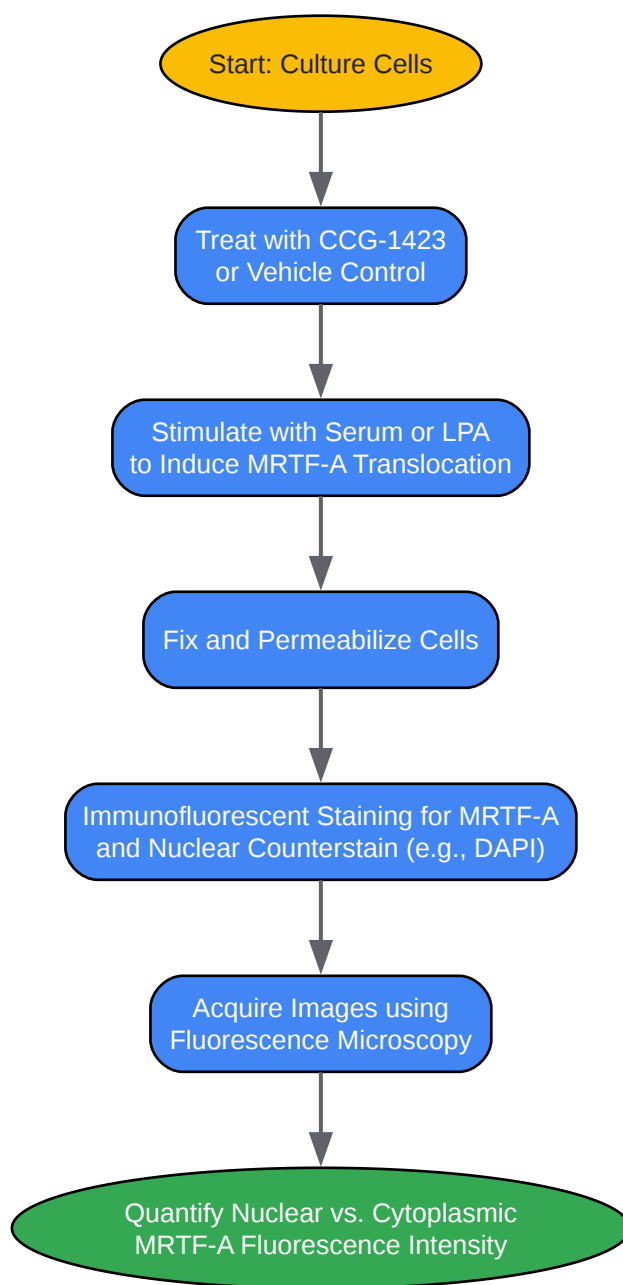 Start: Culture Cells
Treat with CCG-1423
or Vehicle Control
Stimulate with Serum or LPA
to Induce MRTF-A Translocation
Fix and Permeabilize Cells
Immunofluorescent Staining for MRTF-A
and Nuclear Counterstain (e.g., DAPI)
Acquire Images using
Fluorescence Microscopy
Quantify Nuclear vs. Cytoplasmic
MRTF-A Fluorescence Intensity